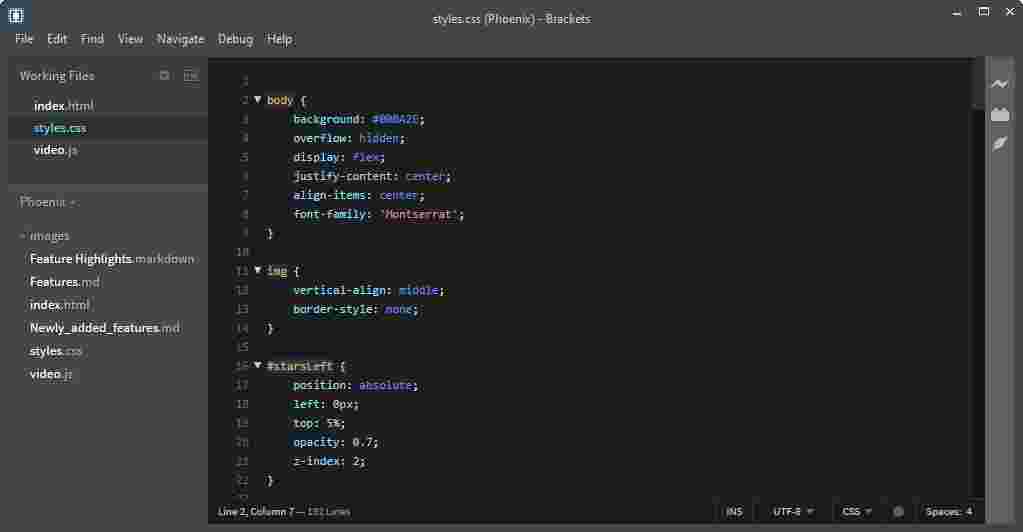 styles.css (Phoenix) - Brackets
File Edit Find View Navigate Debug Help
Working Files
index.html
styles.css
video.js
Phoenix
images
Feature Highlights.markdown
Features.md
index.html
Newly_added_features.md
styles.css
video.js
1
2 body {
3 background: #00BA2E;
4 overflow: hidden;
5 display: flex;
6 justify-content: center;
7 align-items: center;
8 font-family: 'Montserrat';
9 }
10
11 img {
12 vertical-align: middle;
13 border-style: none;
14 }
15
16 #starsLeft {
17 position: absolute;
18 left: 0px;
19 top: 5%;
20 opacity: 0.7;
21 z-index: 2;
22 }
Line 2, Column 7 — 182 Lines
INS UTF-8 CSS Spaces: 4